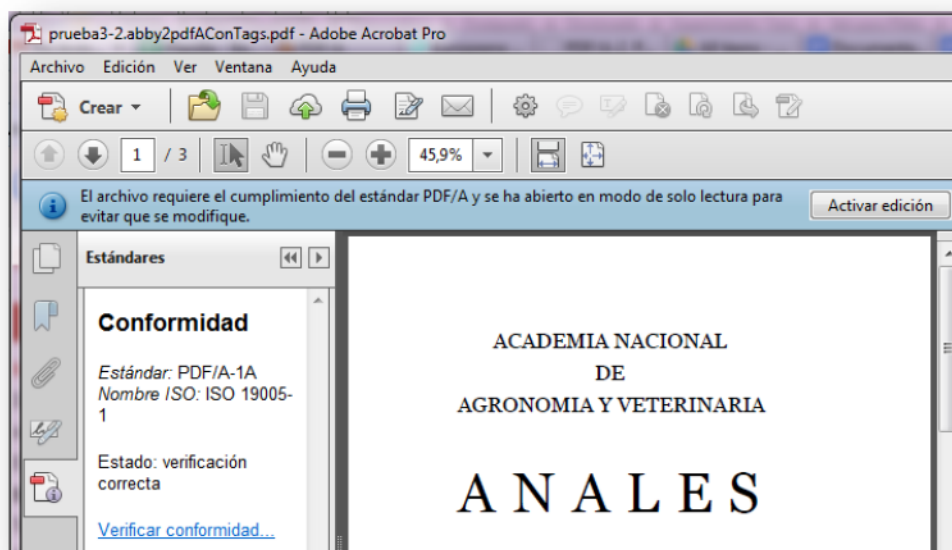 prueba3-2.abby2pdfAConTags.pdf - Adobe Acrobat Pro
Archivo Edición Ver Ventana Ayuda
Crear
1 / 3 45,9%
El archivo requiere el cumplimiento del estándar PDF/A y se ha abierto en modo de solo lectura para
evitar que se modifique.
Activar edición
Estándares
Conformidad
Estándar: PDF/A-1A
Nombre ISO: ISO 19005-
1
Estado: verificación
correcta
Verificar conformidad...
ACADEMIA NACIONAL
DE
AGRONOMIA Y VETERINARIA
A N A L E S